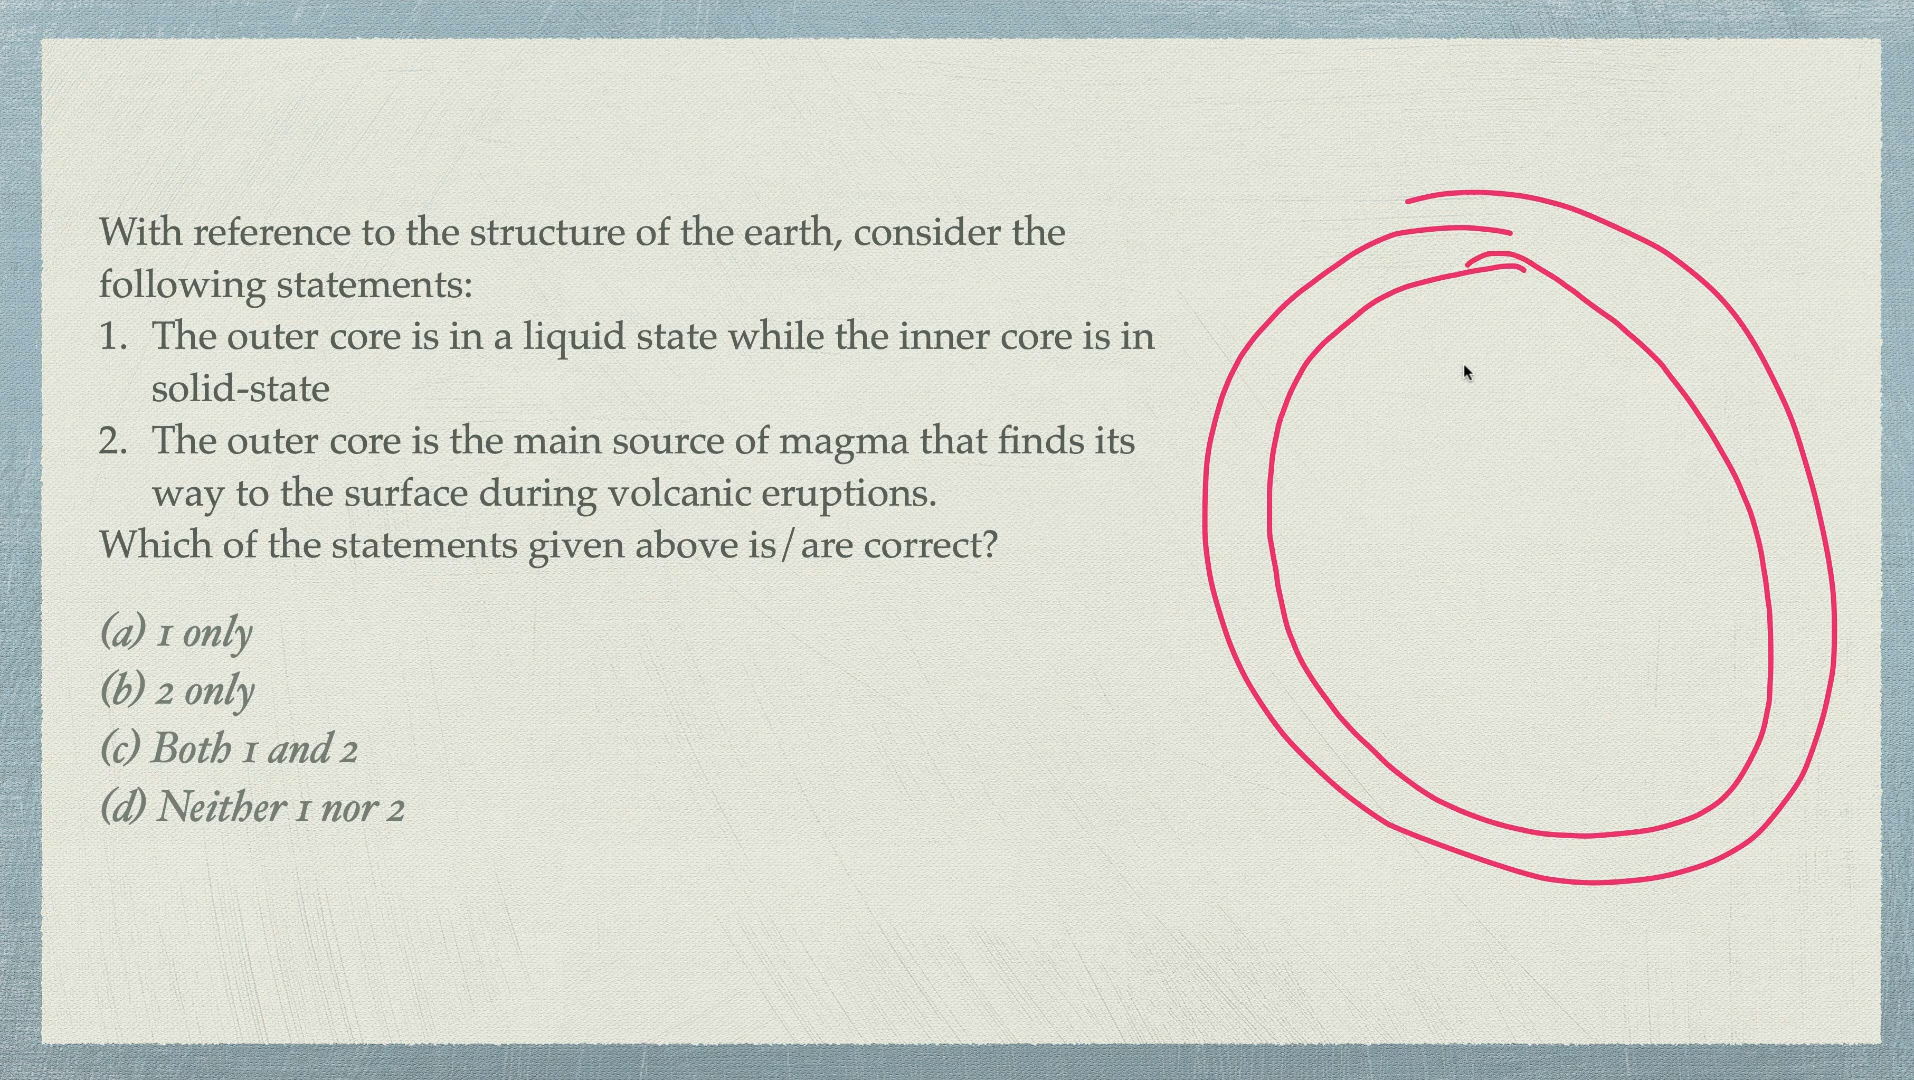 With reference to the structure of the earth, consider the
following statements:
1. The outer core is in a liquid state while the inner core is in
solid-state
2. The outer core is the main source of magma that finds its
way to the surface during volcanic eruptions.
Which of the statements given above is/are correct?
(a) 1 only
(b) 2 only
(c) Both 1 and 2
(d) Neither 1 nor 2